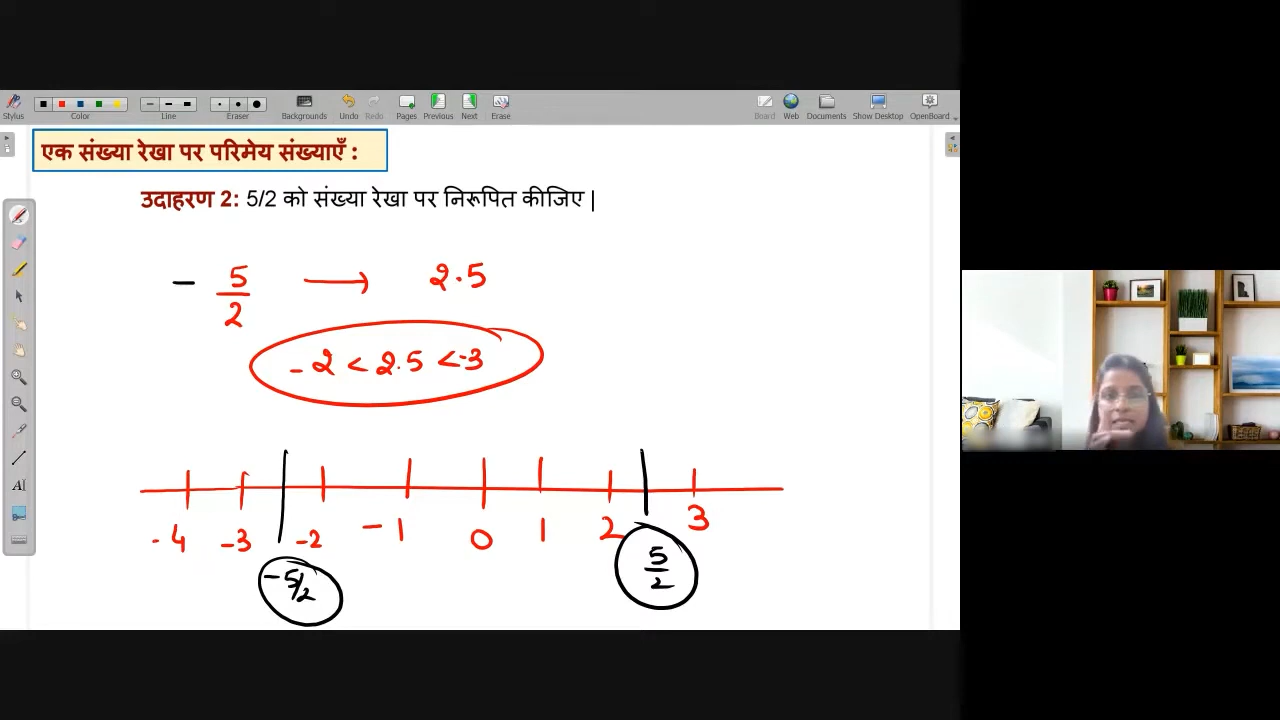 Stylus Color Line Eraser Backgrounds Undo Redo Pages Previous Next Erase Board Web Documents Show Desktop OpenBoard
एक संख्या रेखा पर परिमेय संख्याएँ :
उदाहरण 2: 5/2 को संख्या रेखा पर निरूपित कीजिए |
- 5/2 → 2.5
-2 < 2.5 < -3
-4 -3 -2 -1 0 1 2 3
-5/2 5/2